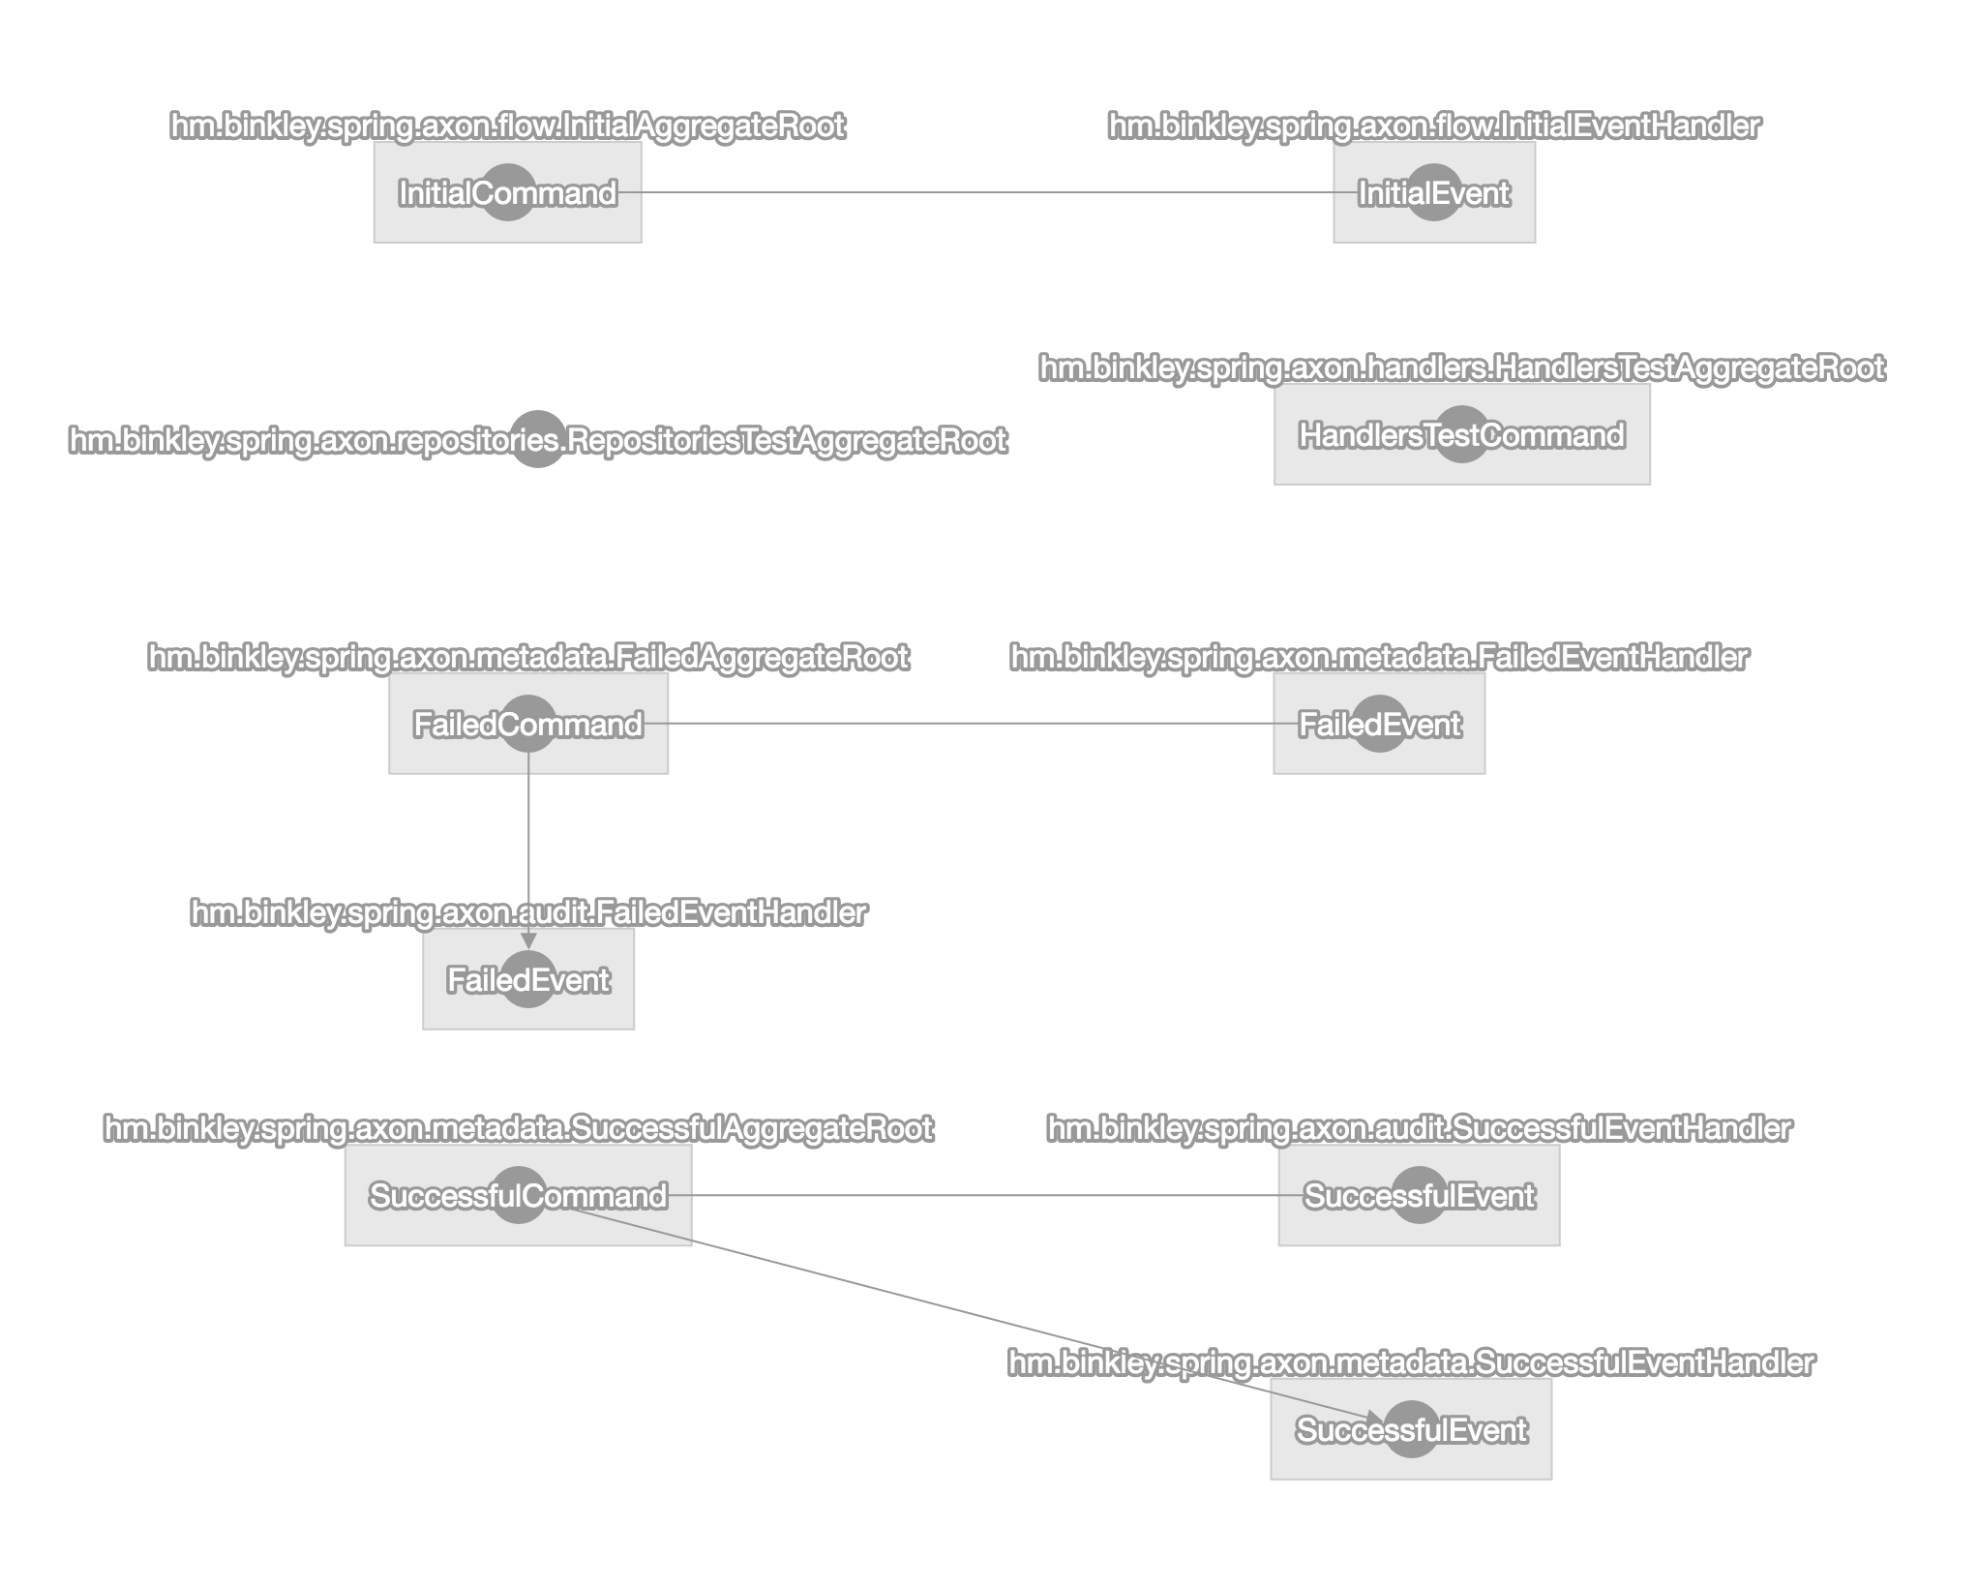 hm.binkley.spring.axon.flow.InitialAggregateRoot
hm.binkley.spring.axon.flow.InitialEventHandler
InitialCommand
InitialEvent
hm.binkley.spring.axon.handlers.HandlersTestAggregateRoot
hm.binkley.spring.axon.repositories.RepositoriesTestAggregateRoot
HandlersTestCommand
hm.binkley.spring.axon.metadata.FailedAggregateRoot
hm.binkley.spring.axon.metadata.FailedEventHandler
FailedCommand
FailedEvent
hm.binkley.spring.axon.audit.FailedEventHandler
FailedEvent
hm.binkley.spring.axon.metadata.SuccessfulAggregateRoot
hm.binkley.spring.axon.audit.SuccessfulEventHandler
SuccessfulCommand
SuccessfulEvent
hm.binkley.spring.axon.metadata.SuccessfulEventHandler
SuccessfulEvent